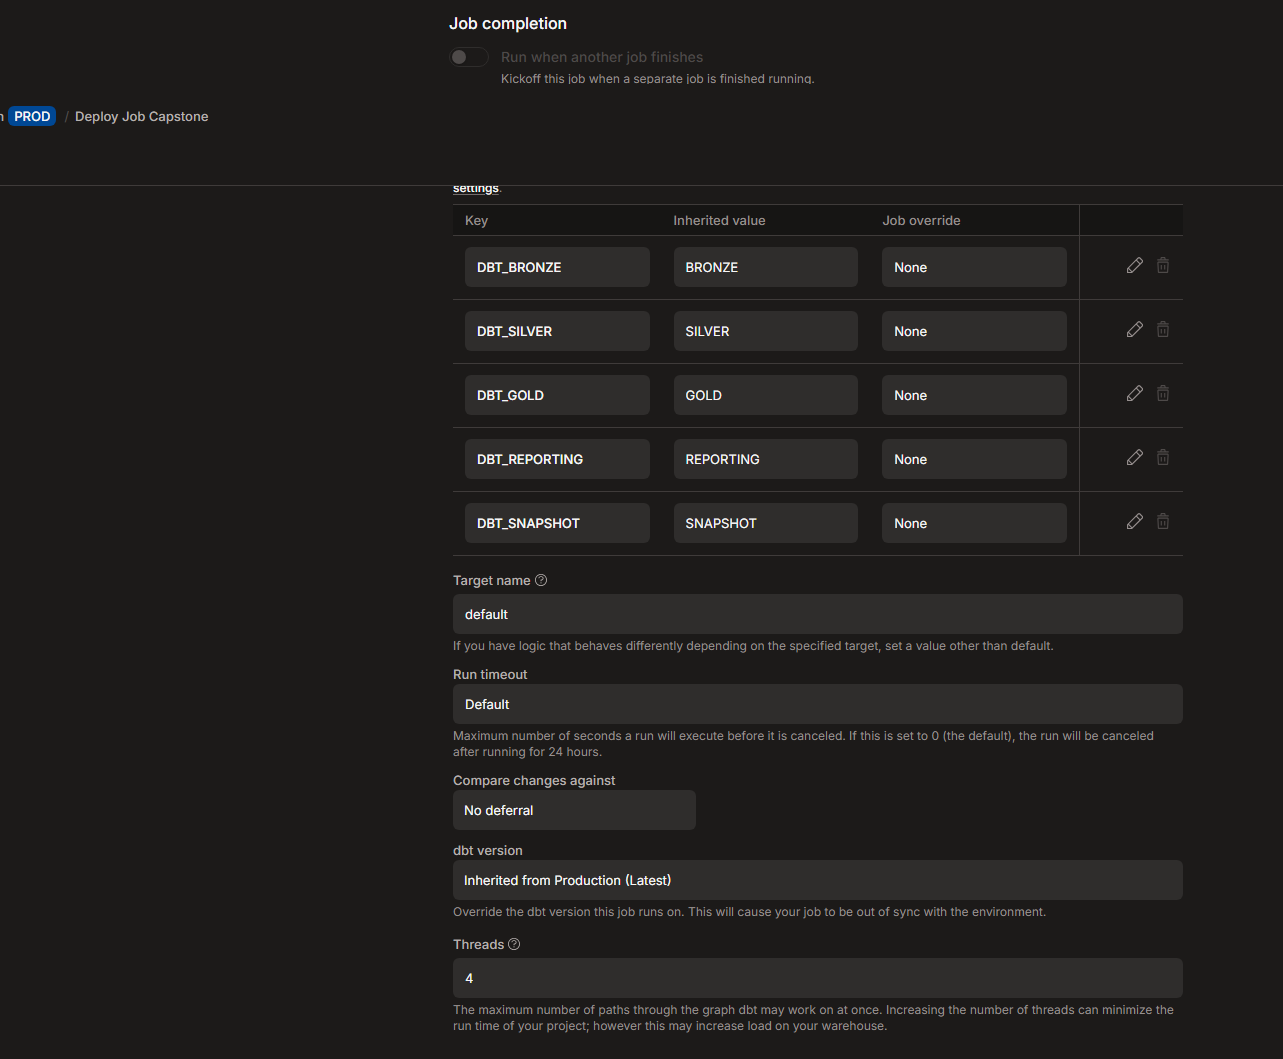 Job completion
Run when another job finishes
Kickoff this job when a separate job is finished running.
n PROD / Deploy Job Capstone
settings.
Key Inherited value Job override
DBT_BRONZE BRONZE None
DBT_SILVER SILVER None
DBT_GOLD GOLD None
DBT_REPORTING REPORTING None
DBT_SNAPSHOT SNAPSHOT None
Target name
default
If you have logic that behaves differently depending on the specified target, set a value other than default.
Run timeout
Default
Maximum number of seconds a run will execute before it is canceled. If this is set to 0 (the default), the run will be canceled
after running for 24 hours.
Compare changes against
No deferral
dbt version
Inherited from Production (Latest)
Override the dbt version this job runs on. This will cause your job to be out of sync with the environment.
Threads
4
The maximum number of paths through the graph dbt may work on at once. Increasing the number of threads can minimize the
run time of your project; however this may increase load on your warehouse.